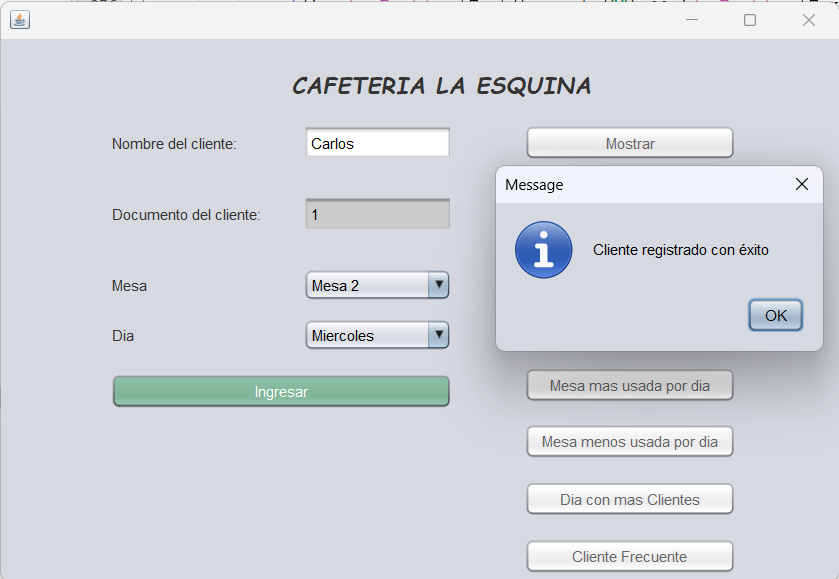 CAFETERIA LA ESQUINA
Nombre del cliente:
Carlos
Mostrar
Message
Cliente registrado con éxito
OK
Documento del cliente:
1
Mesa
Mesa 2
Dia
Miercoles
Ingresar
Mesa mas usada por dia
Mesa menos usada por dia
Dia con mas Clientes
Cliente Frecuente